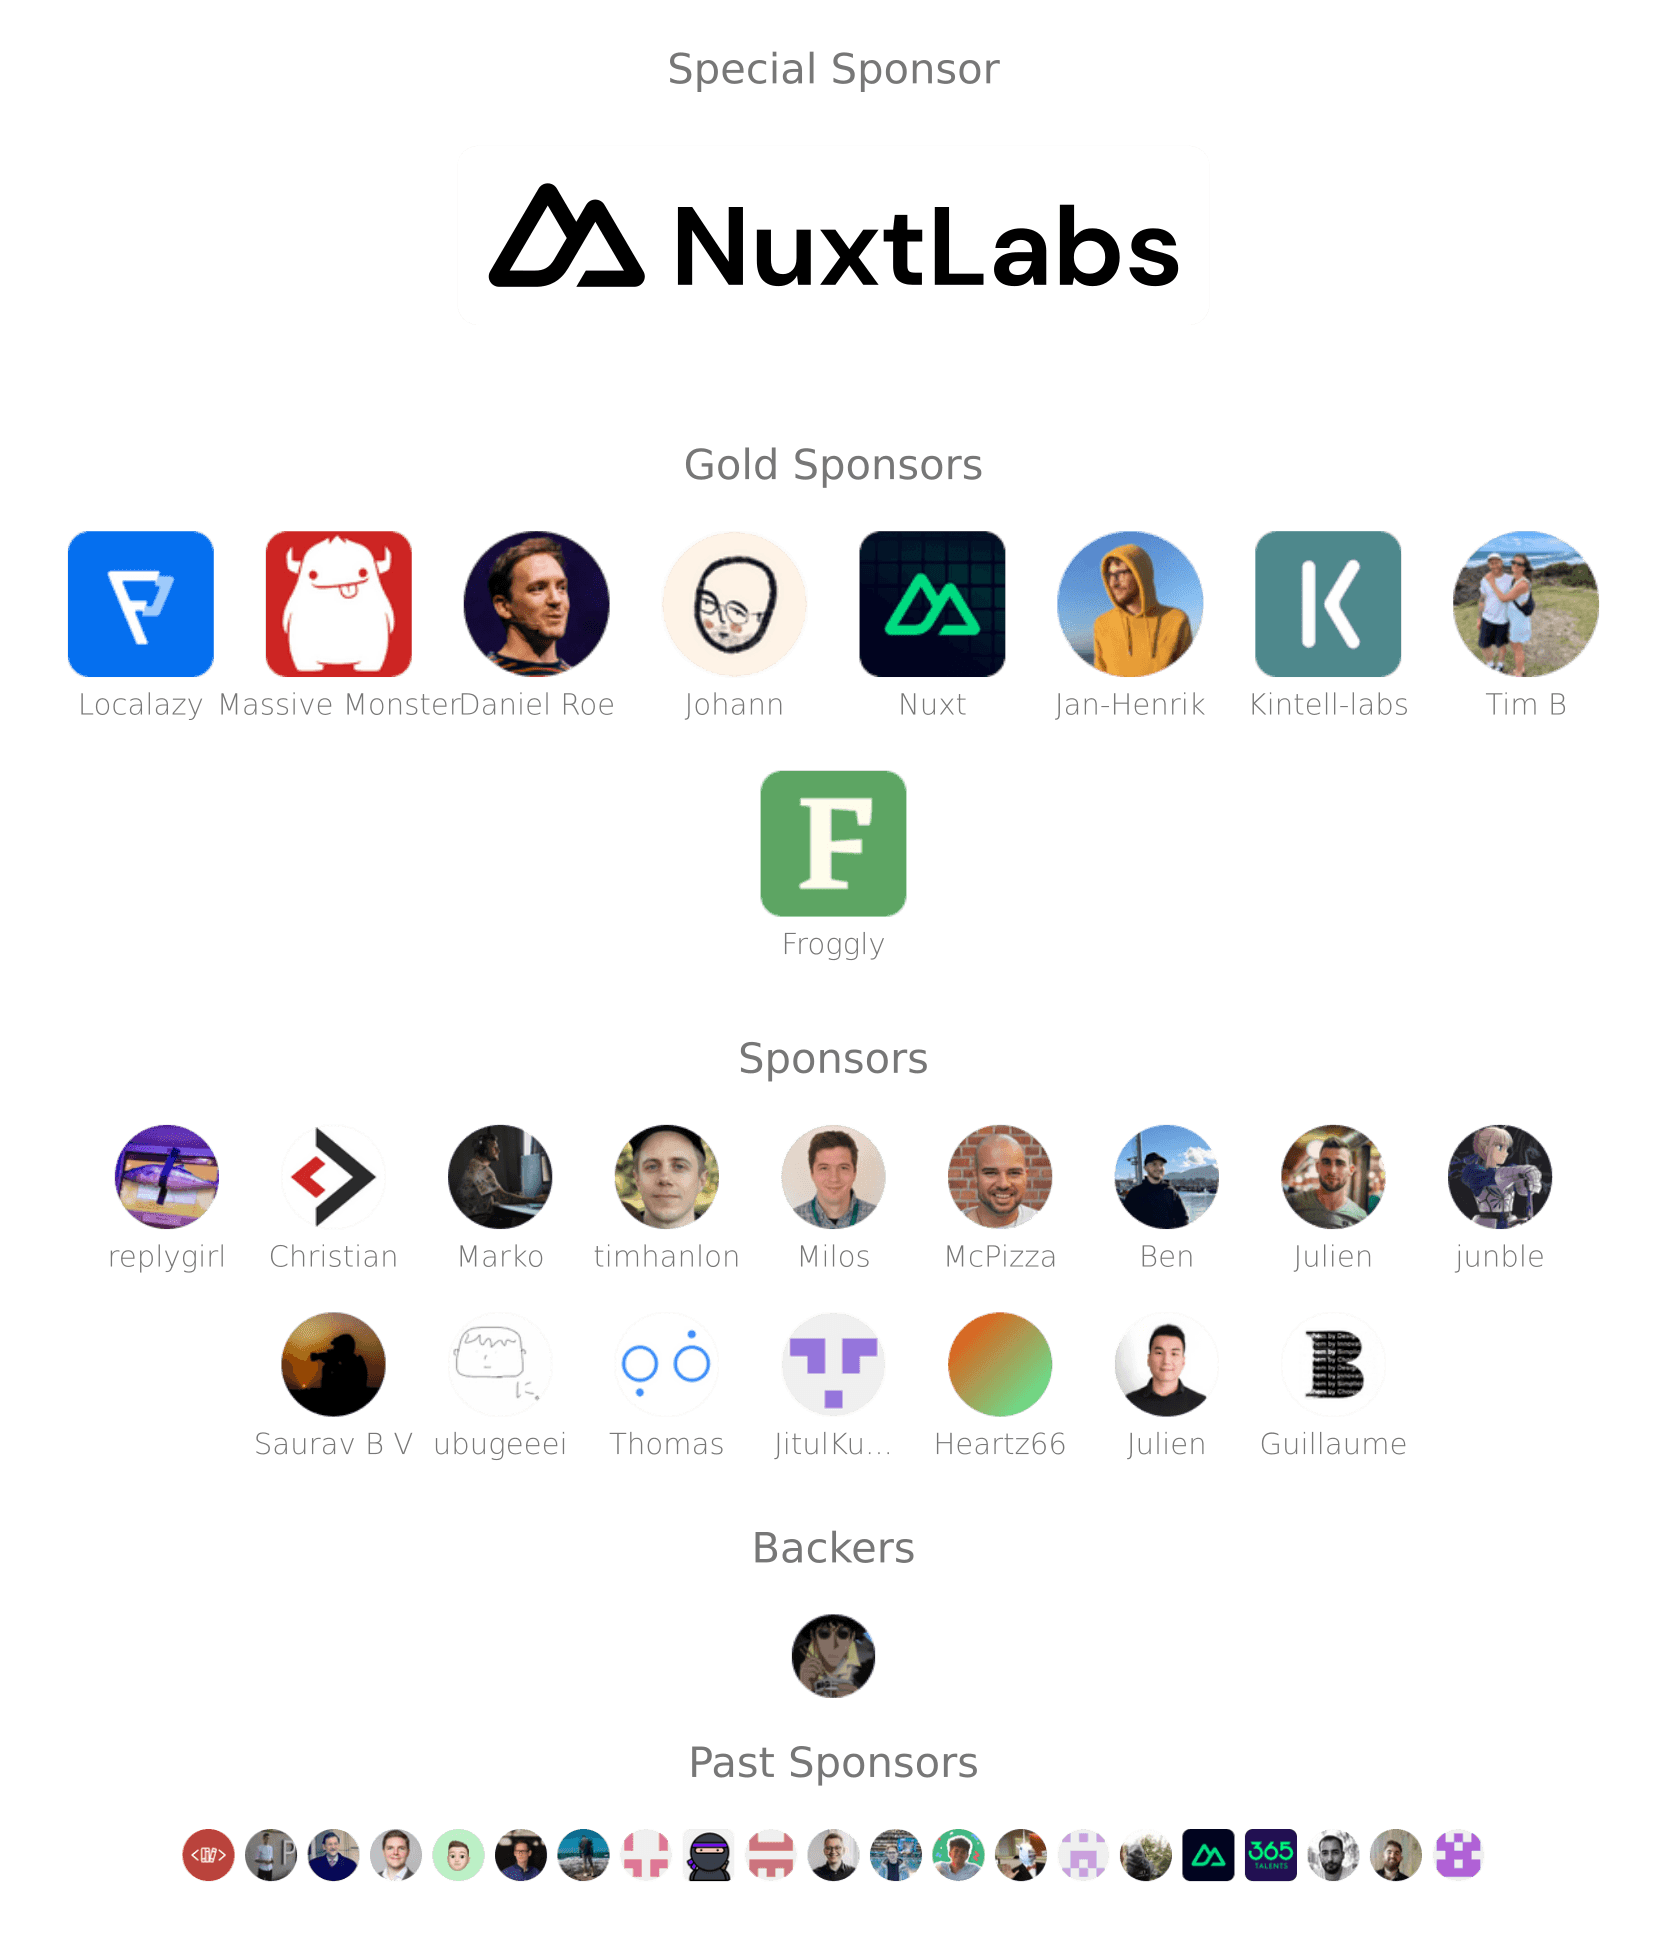 Special Sponsor
NuxtLabs
Gold Sponsors
Localazy Massive Monster Daniel Roe Johann Nuxt Jan-Henrik Kintell-labs Tim B
F
Froggly
Sponsors
replygirl Christian Marko timhanlon Milos McPizza Ben Julien junble
Saurav B V ubugeeei Thomas JitulKu... Heartz66 Julien Guillaume
Backers
Past Sponsors
365
TALENTS